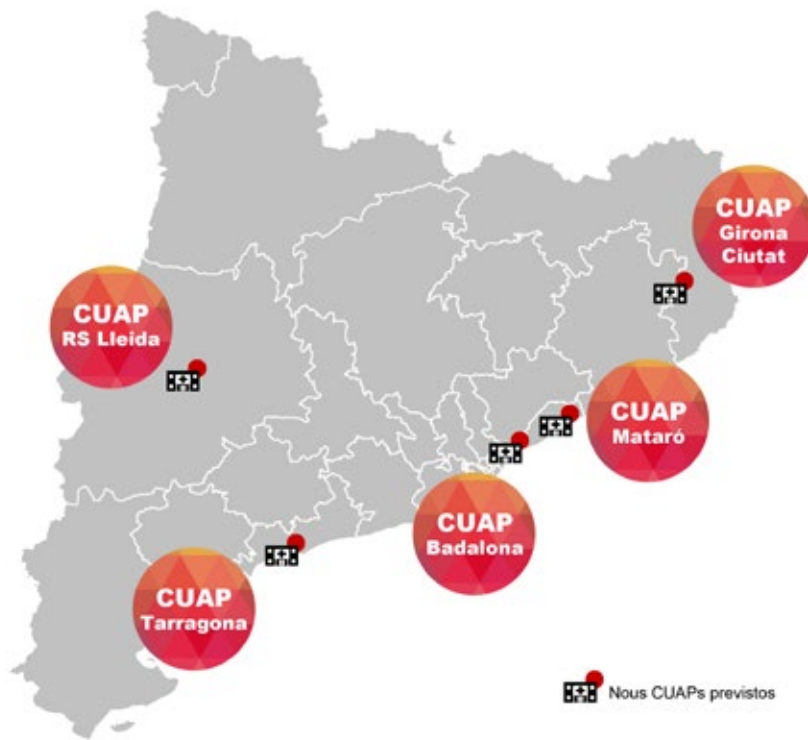 CUAP
Girona
Ciutat
CUAP
RS Lleida
CUAP
Mataró
CUAP
Badalona
CUAP
Tarragona
Nous CUAPs previstos